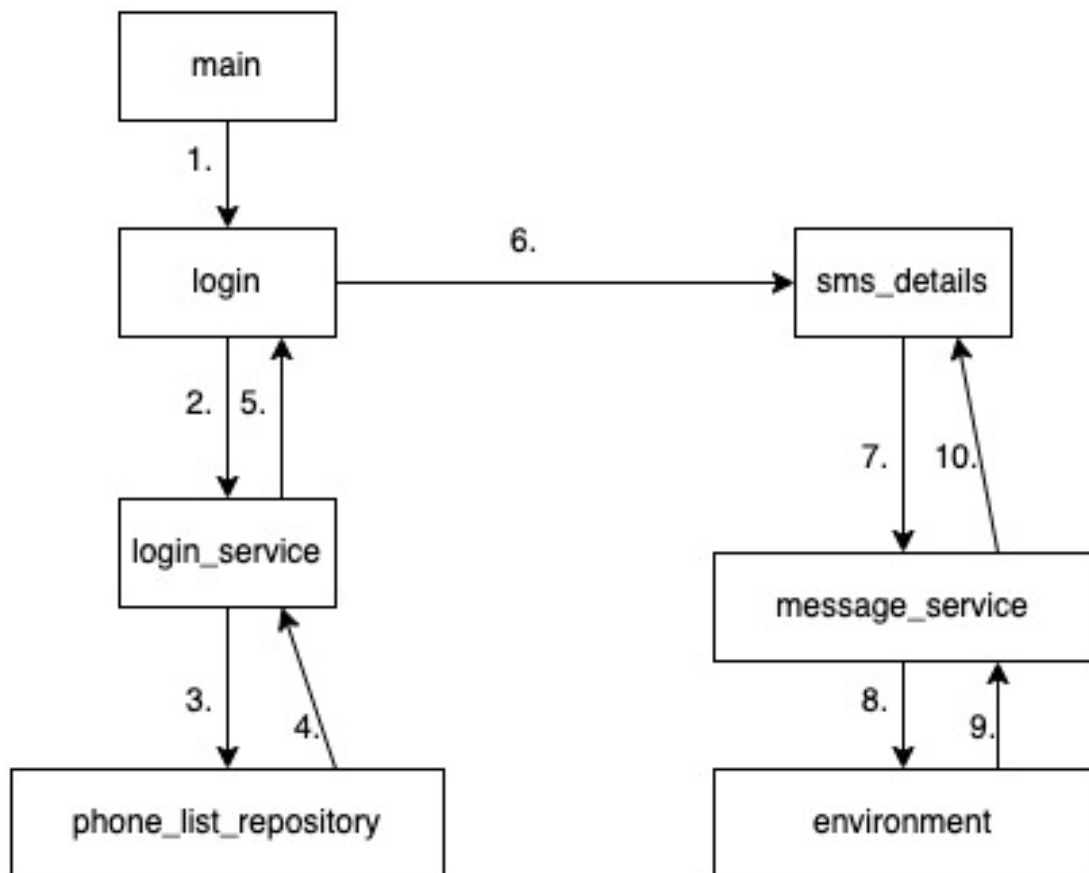 main
1.
login
6.
sms_details
2.
5.
7.
10.
login_service
message_service
3.
4.
8.
9.
phone_list_repository
environment